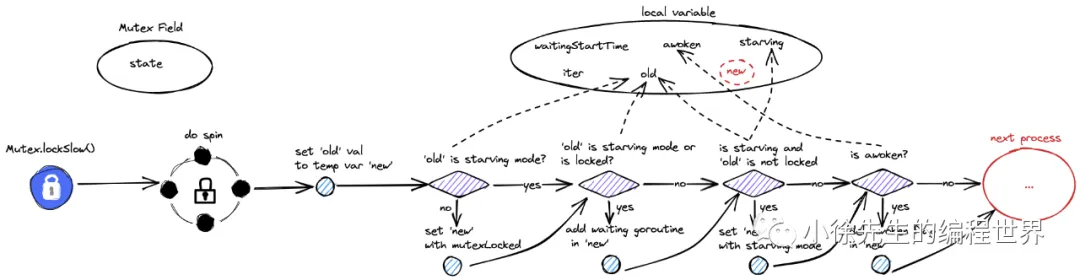 local variable
Mutex Field
state
waitingStartTime
awoken
starving
iter
old
new
Mutex.lockSlow()
do spin
set 'old' val
to temp var 'new'
'old' is starving mode?
'old' is starving mode or
is locked?
is starving and
'old' is not locked
is awoken?
next process
...
yes
no
no
no
no
yes
yes
yes
set 'new'
with mutexLocked
add waiting goroutine
in 'new'
set 'new'
with starving mode
in 'new'
小徐先生的编程世界